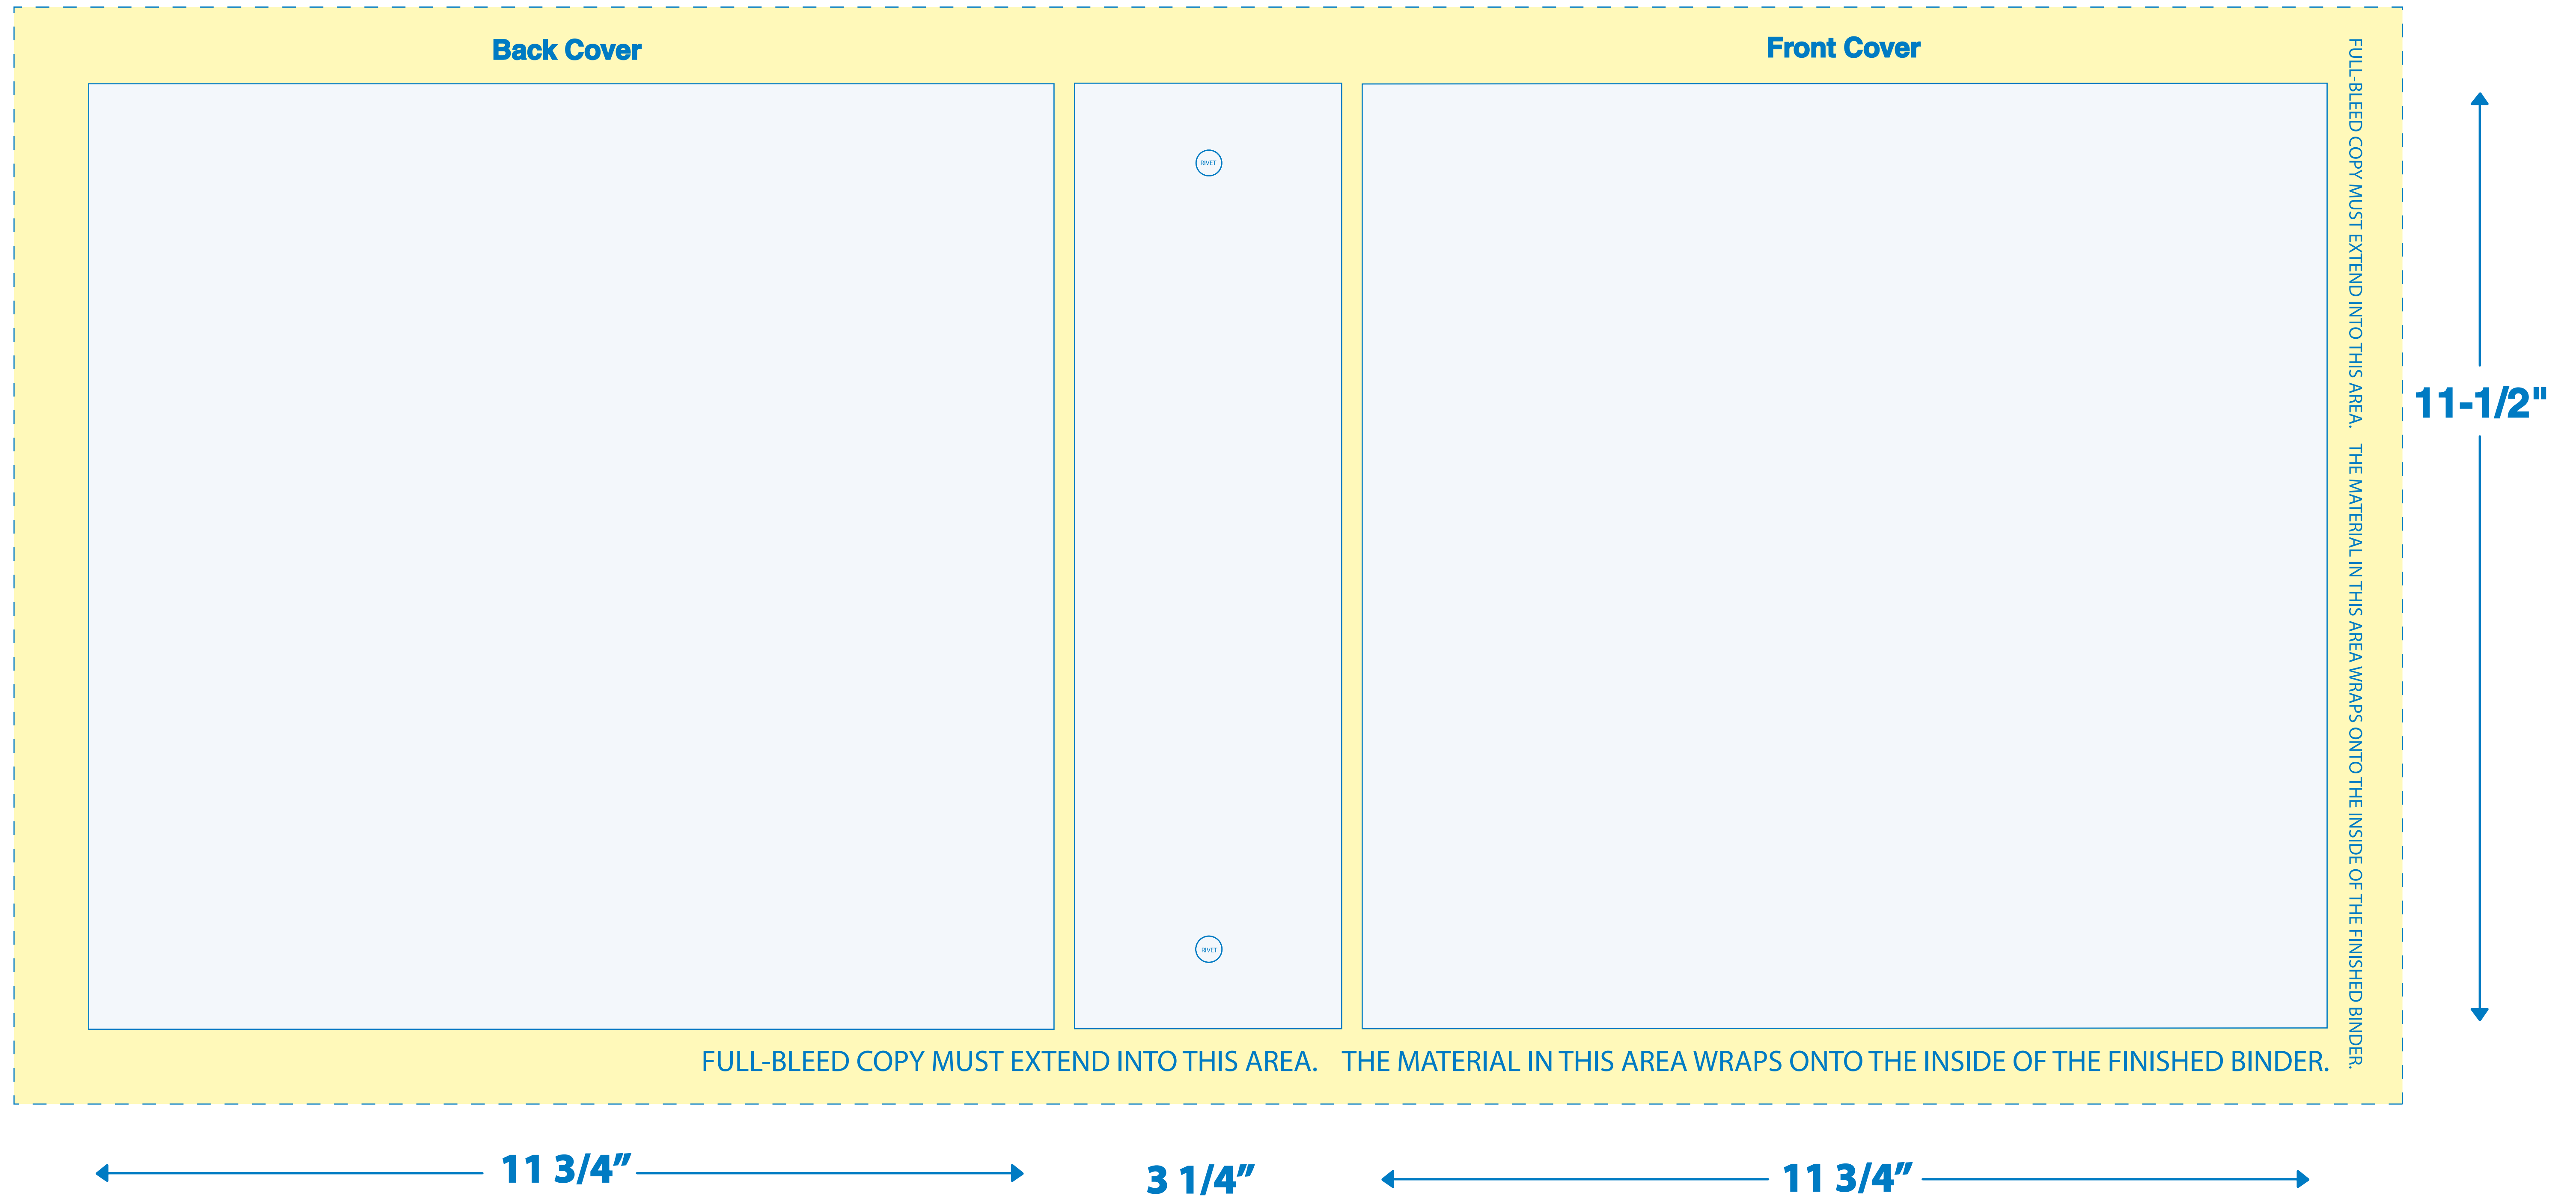 Back Cover
Front Cover
RIVET
FULL-BLEED COPY MUST EXTEND INTO THIS AREA.   THE MATERIAL IN THIS AREA WRAPS ONTO THE INSIDE OF THE FINISHED BINDER.
11-1/2"
RIVET
FULL-BLEED COPY MUST EXTEND INTO THIS AREA.   THE MATERIAL IN THIS AREA WRAPS ONTO THE INSIDE OF THE FINISHED BINDER.
11 3/4”
3 1/4”
11 3/4”